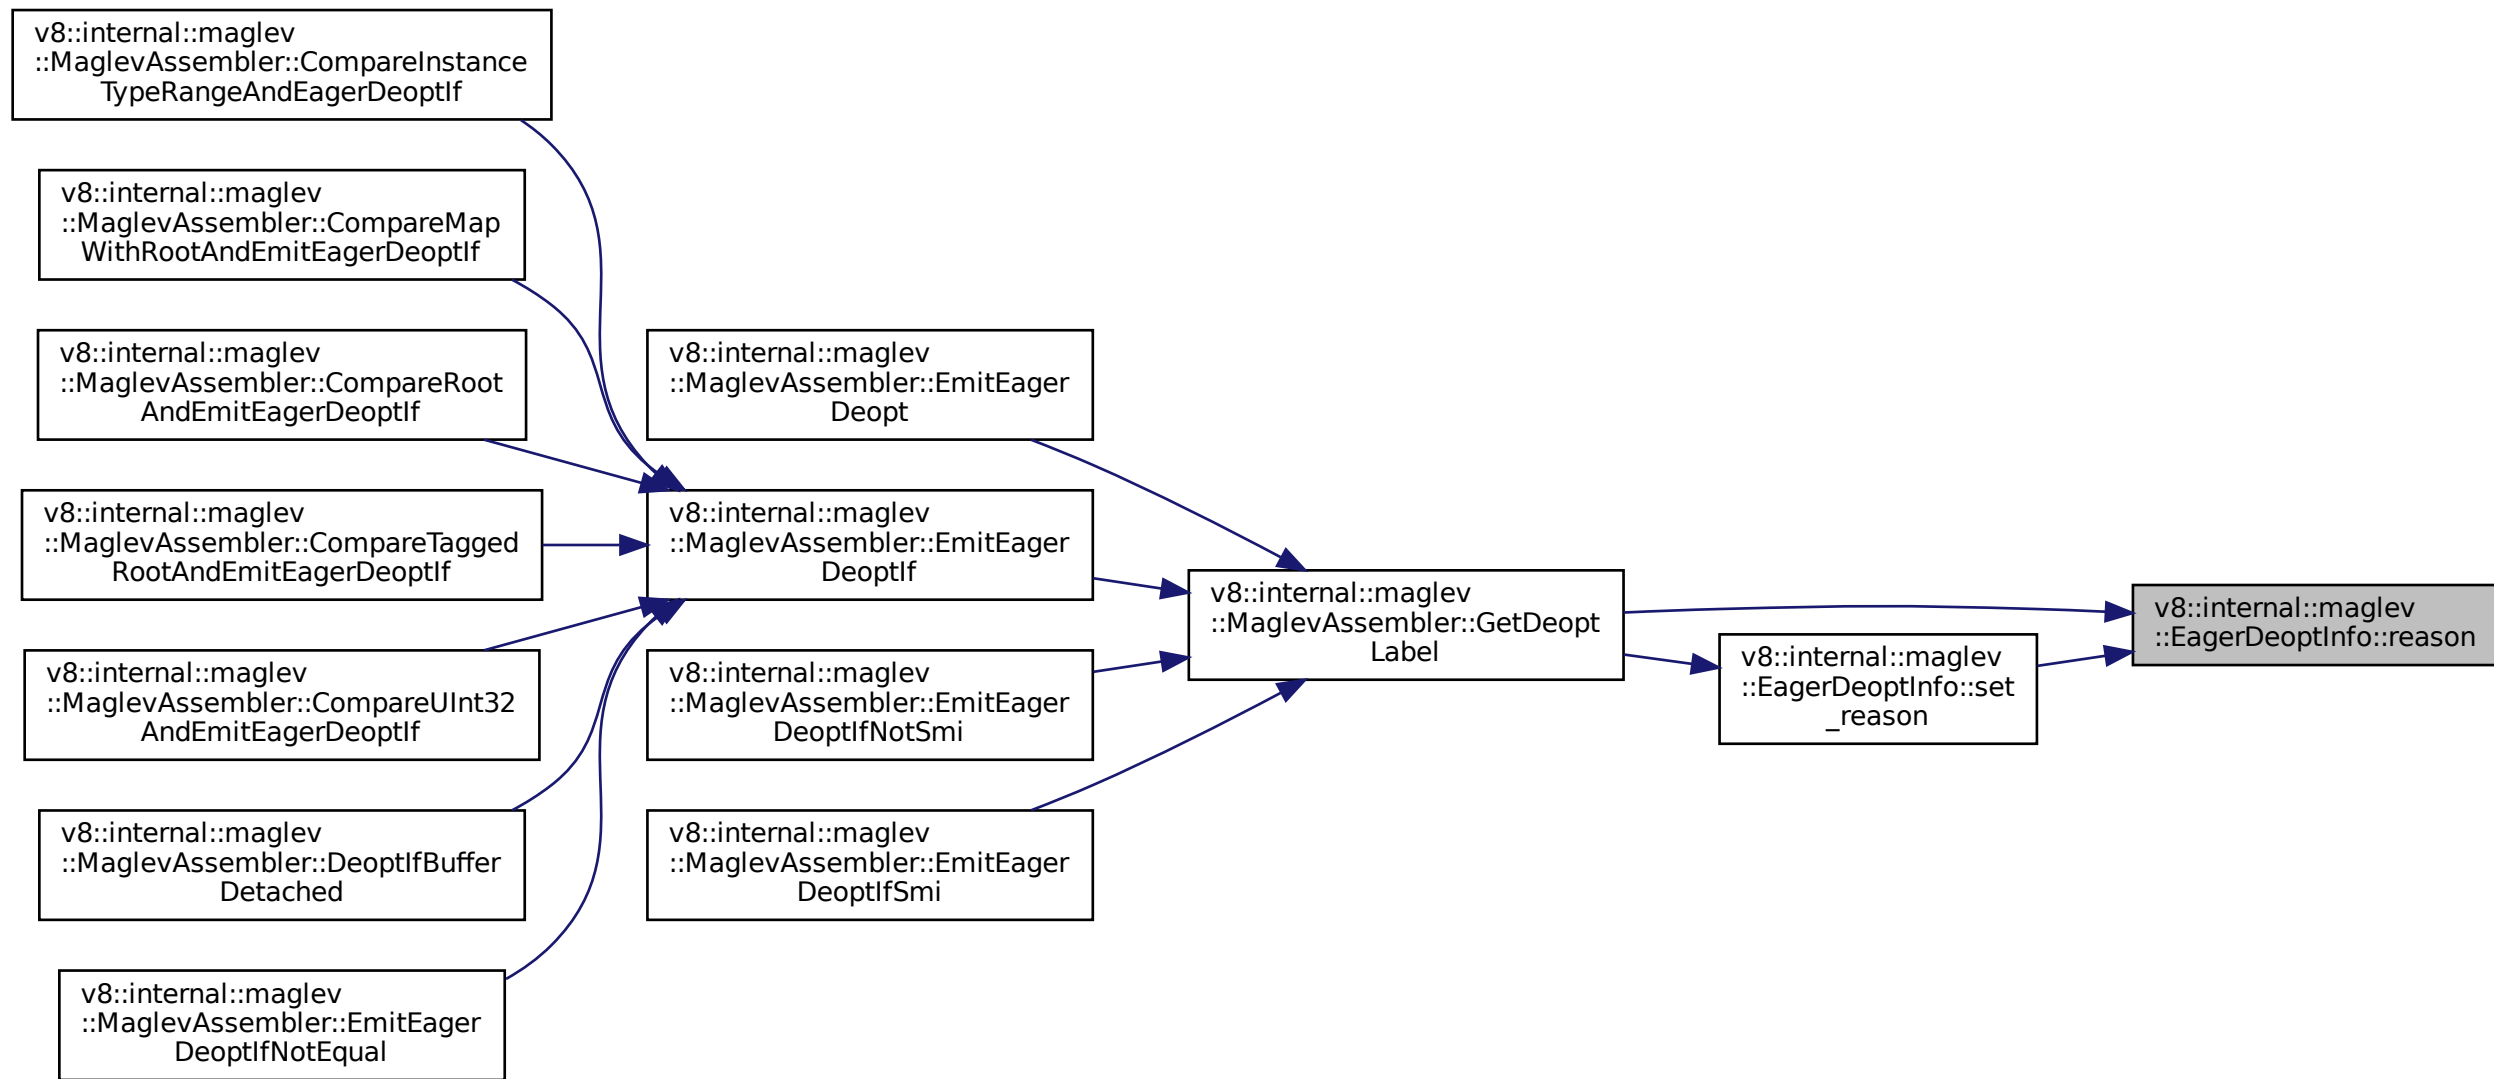 v8::internal::maglev
::MaglevAssembler::CompareInstance
TypeRangeAndEagerDeoptIf
v8::internal::maglev
::MaglevAssembler::CompareMap
WithRootAndEmitEagerDeoptIf
v8::internal::maglev
::MaglevAssembler::CompareRoot
AndEmitEagerDeoptIf
v8::internal::maglev
::MaglevAssembler::CompareTagged
RootAndEmitEagerDeoptIf
v8::internal::maglev
::MaglevAssembler::CompareUInt32
AndEmitEagerDeoptIf
v8::internal::maglev
::MaglevAssembler::DeoptIfBuffer
Detached
v8::internal::maglev
::MaglevAssembler::EmitEager
DeoptIfNotEqual
v8::internal::maglev
::MaglevAssembler::EmitEager
Deopt
v8::internal::maglev
::MaglevAssembler::EmitEager
DeoptIf
v8::internal::maglev
::MaglevAssembler::EmitEager
DeoptIfNotSmi
v8::internal::maglev
::MaglevAssembler::EmitEager
DeoptIfSmi
v8::internal::maglev
::MaglevAssembler::GetDeopt
Label
v8::internal::maglev
::EagerDeoptInfo::set
_reason
v8::internal::maglev
::EagerDeoptInfo::reason